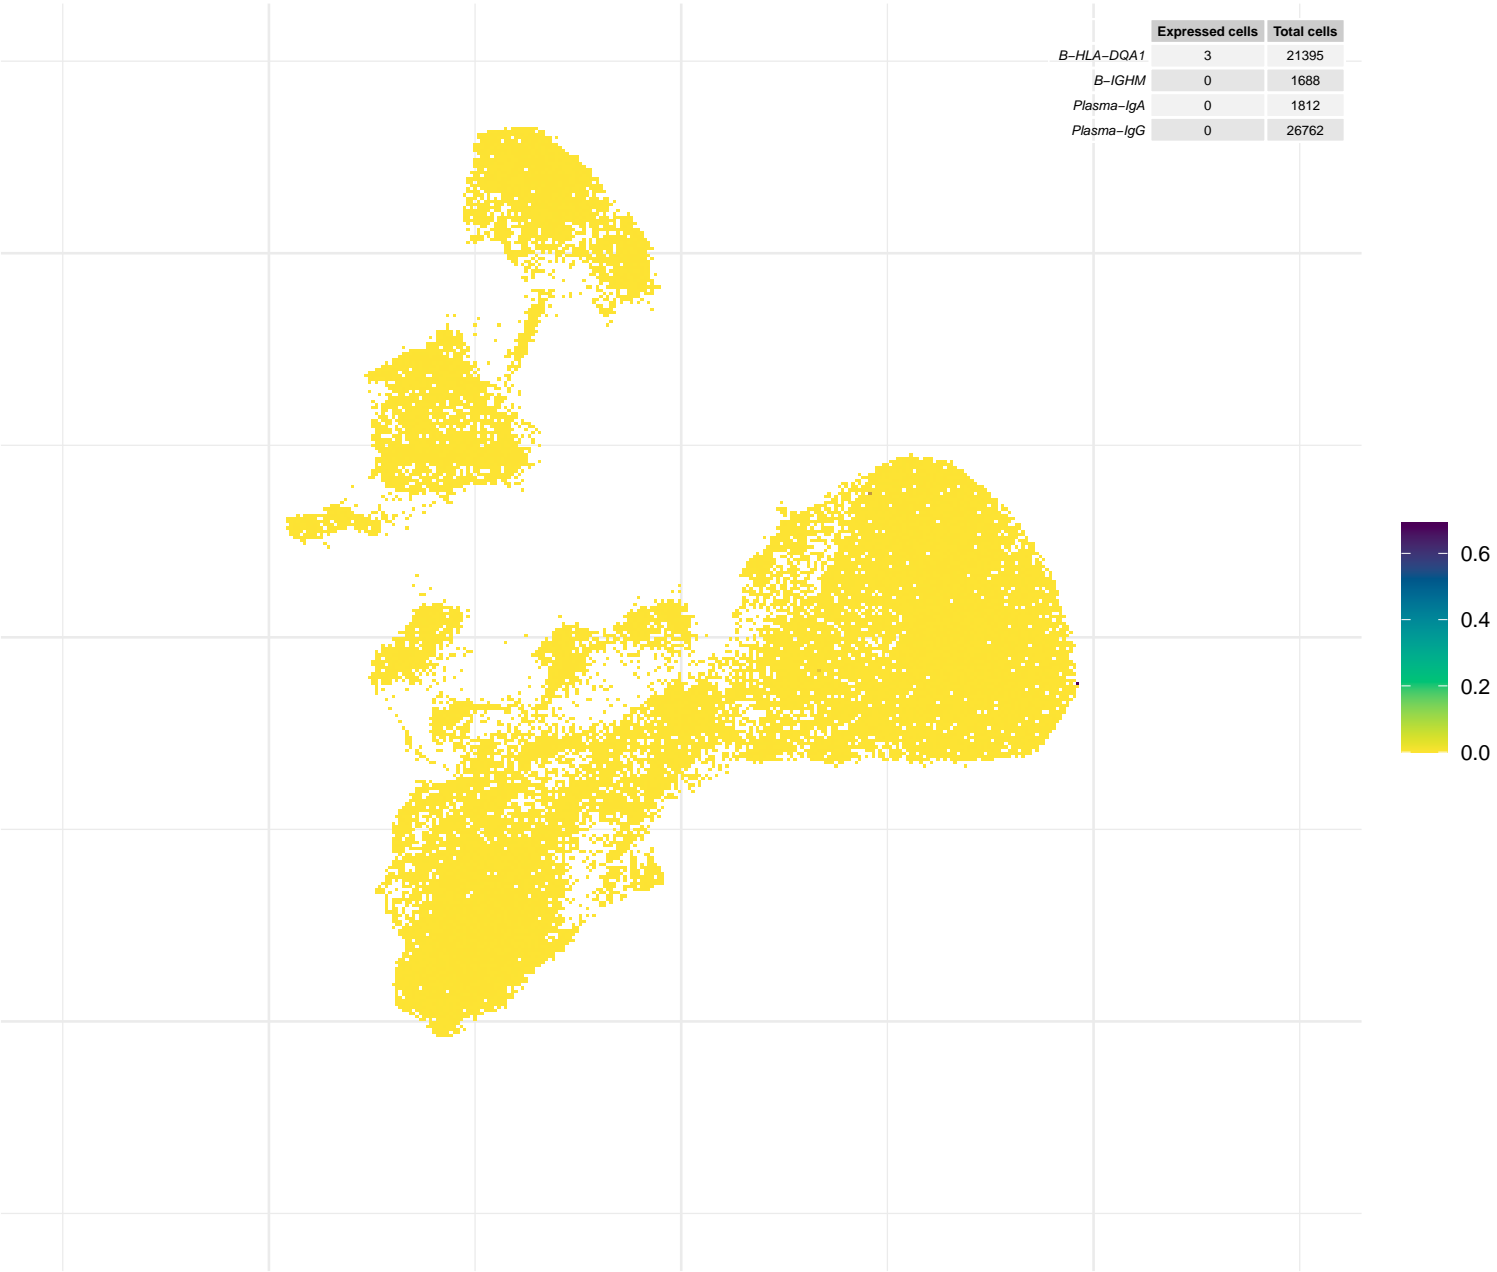 Expressed cells Total cells
B−HLA−DQA1 3 21395
B−IGHM 0 1688
Plasma−IgA 0 1812
Plasma−IgG 0 26762
0.6
0.4
0.2
0.0